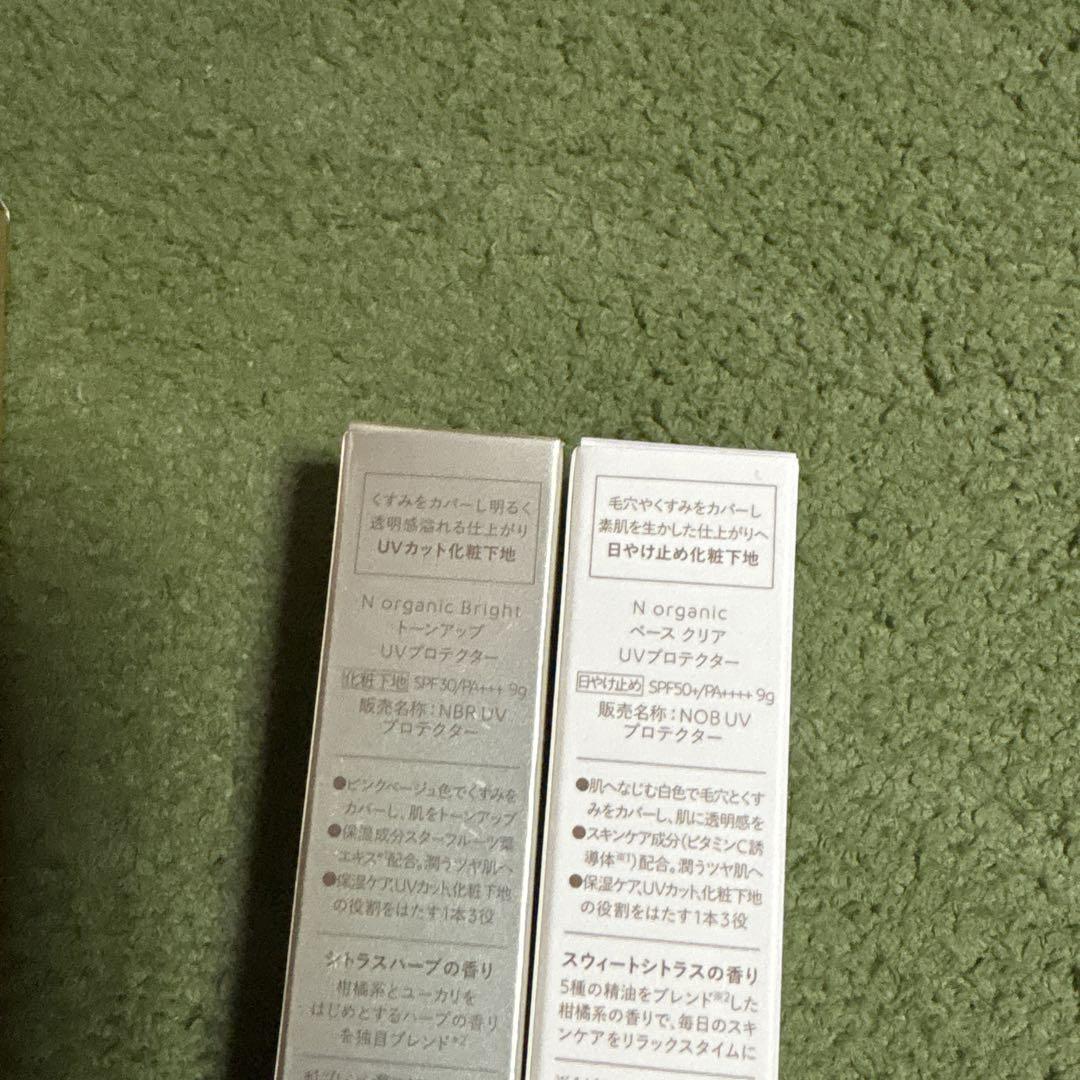 くすみをカバーし明るく
透明感溢れる仕上がり
UVカット化粧下地
N organic Bright
トーンアップ
UVプロテクター
化粧下地 SPF30/PA+++ 9g
販売名称：NBR UV
プロテクター
●ピンクベージュ色でくすみを
カバーし、肌をトーンアップ
●保湿成分スターフルーツ葉
エキス配合。潤うツヤ肌へ
●保湿ケア、UVカット、化粧下地
の役割をはたす1本3役
シトラスハーブの香り
柑橘系とユーカリを
はじめとするハーブの香り
を独自ブレンド※2
毛穴やくすみをカバーし
素肌を生かした仕上がりへ
日やけ止め化粧下地
N organic
ベース クリア
UVプロテクター
日やけ止め SPF50+/PA++++ 9g
販売名称：NOB UV
プロテクター
●肌へなじむ白色で毛穴とくす
みをカバーし、肌に透明感を
●スキンケア成分(ビタミンC誘
導体※1)配合。潤うツヤ肌へ
●保湿ケア、UVカット、化粧下地
の役割をはたす1本3役
スウィートシトラスの香り
5種の精油をブレンド※2した
柑橘系の香りで、毎日のスキ
ンケアをリラックスタイムに